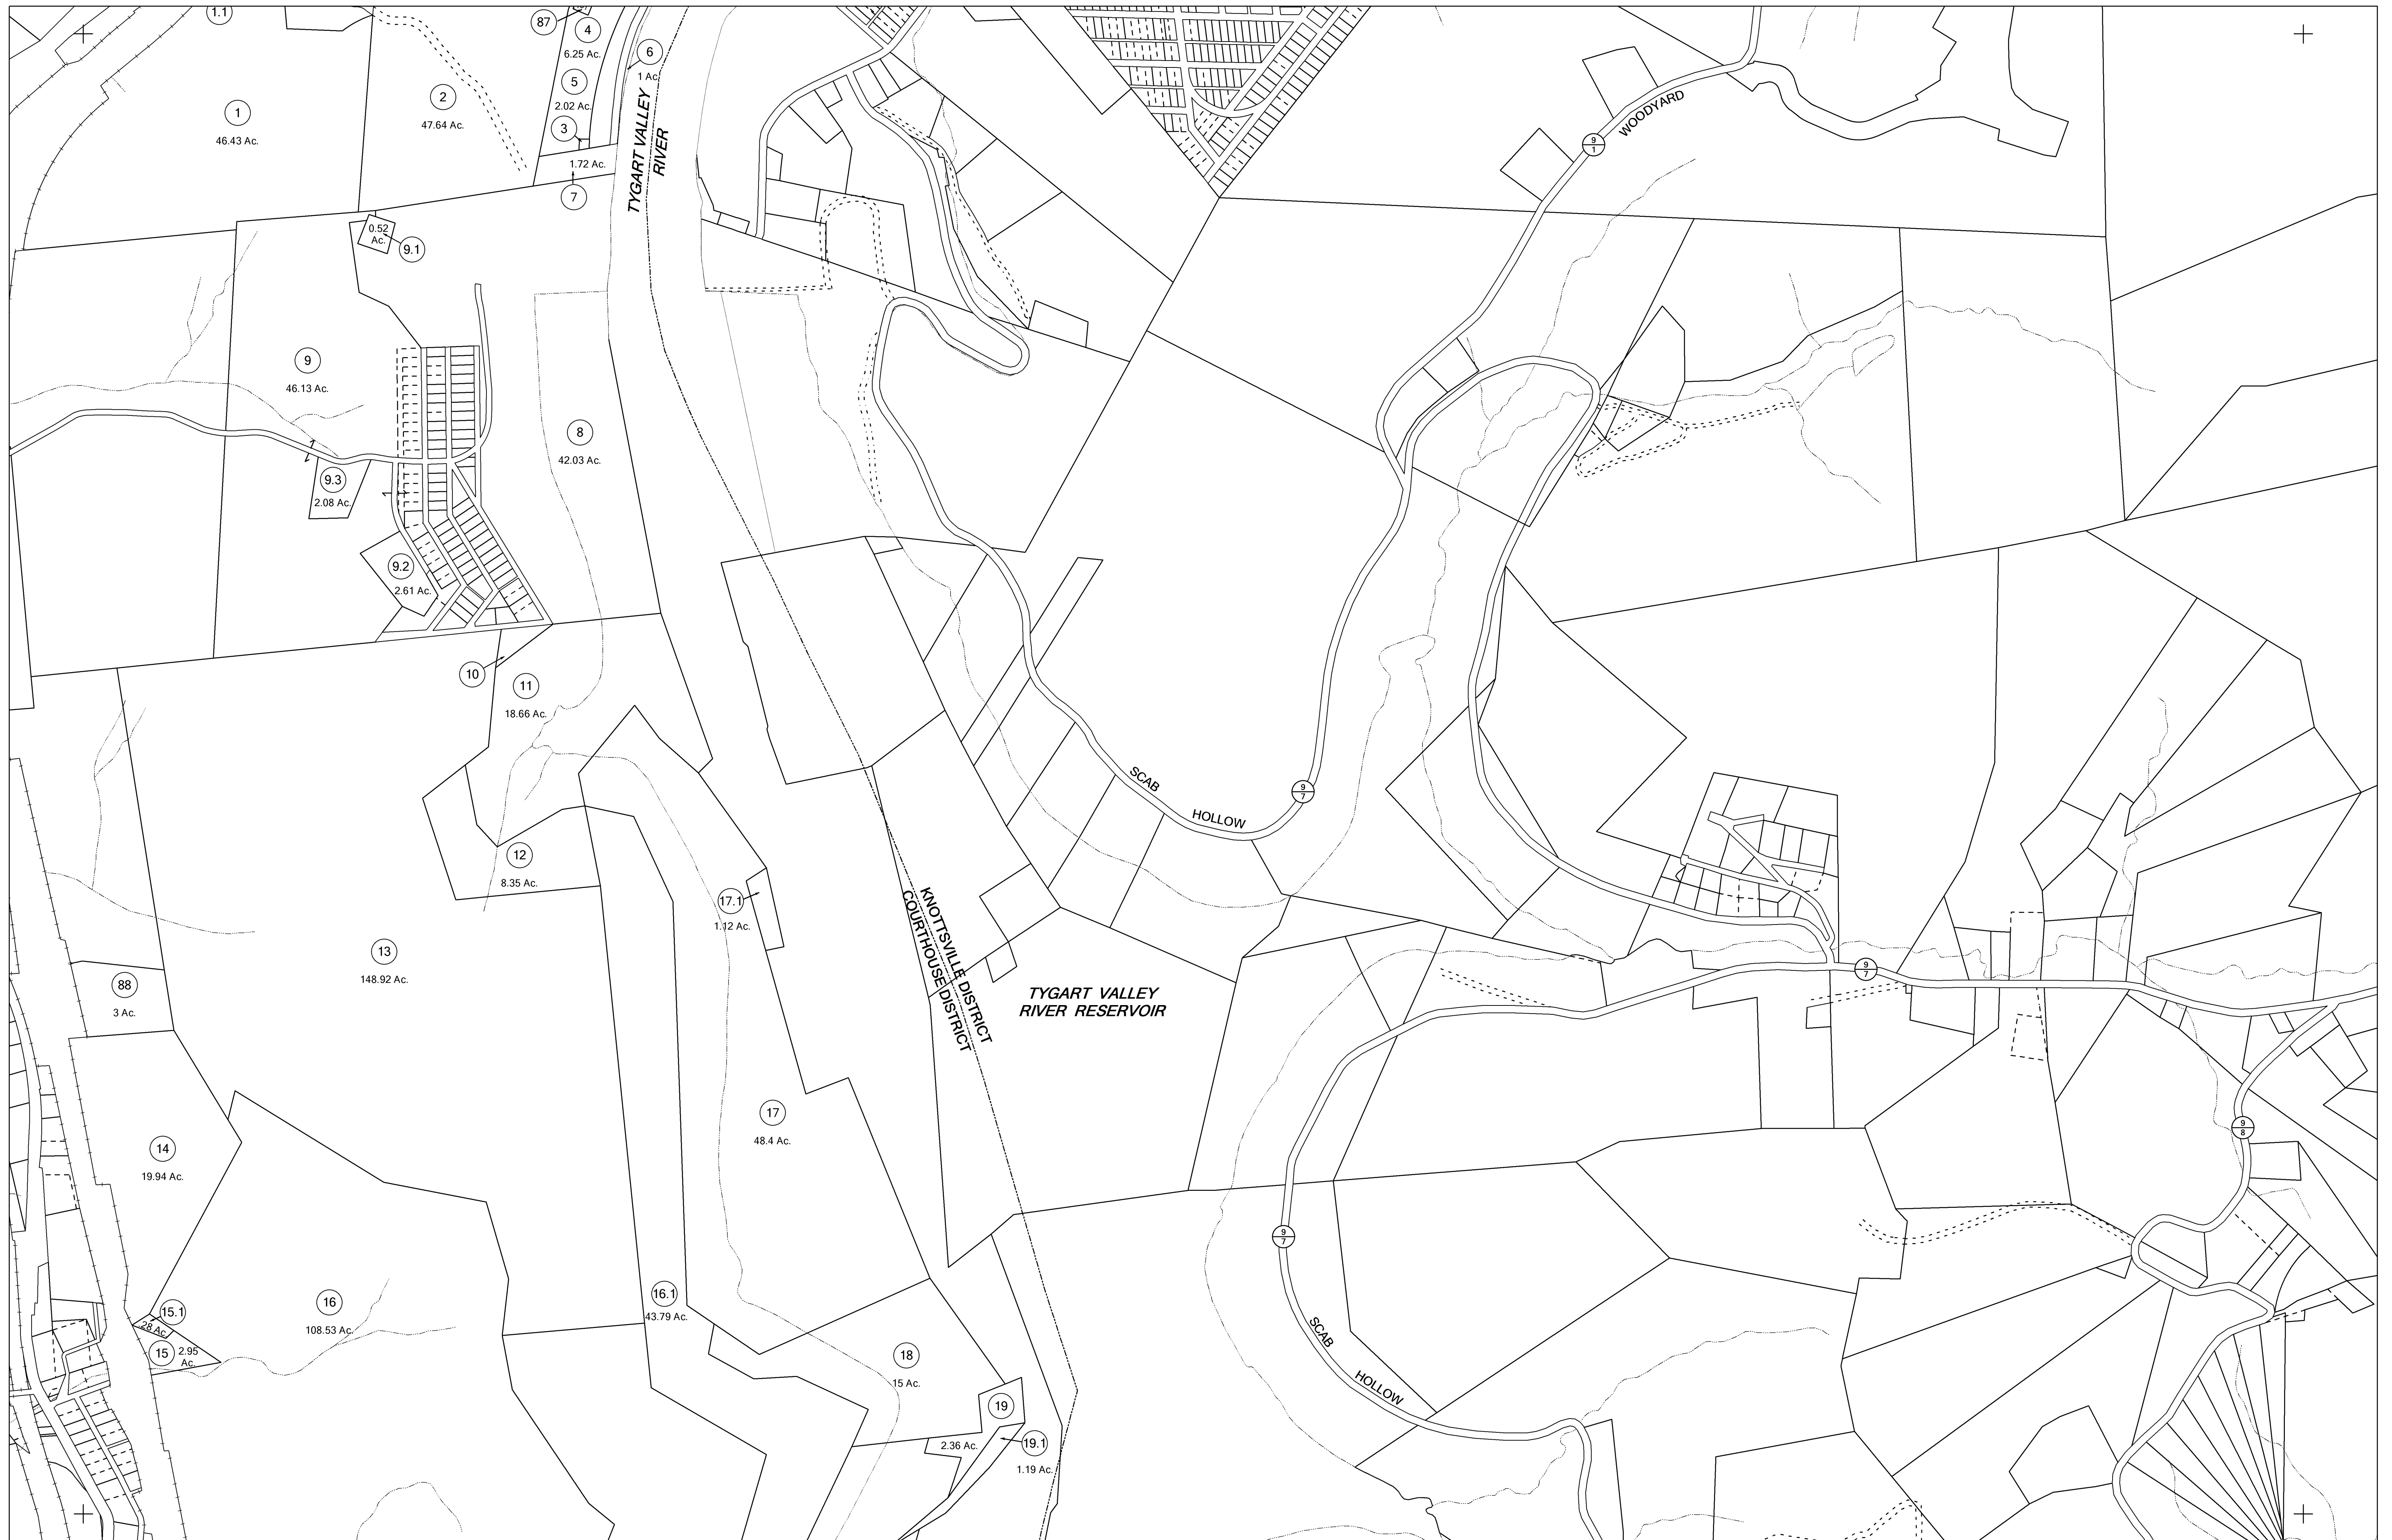 1.1
87
4
6.25 Ac.
6
1 Ac.
5
2.02 Ac.
3
1.72 Ac.
7
1
46.43 Ac.
2
47.64 Ac.
TYGART VALLEY
RIVER
WOODYARD
9
1
0.52
Ac.
9.1
9
46.13 Ac.
8
42.03 Ac.
9.3
2.08 Ac.
9.2
2.61 Ac.
10
11
18.66 Ac.
SCAB
HOLLOW
9
7
12
8.35 Ac.
17.1
1.12 Ac.
KNOTTSVILLE DISTRICT
COURTHOUSE DISTRICT
13
148.92 Ac.
88
3 Ac.
TYGART VALLEY
RIVER RESERVOIR
9
7
17
48.4 Ac.
14
19.94 Ac.
9
8
9
7
16.1
43.79 Ac.
16
108.53 Ac.
15.1
.28 Ac.
15
2.95
Ac.
18
15 Ac.
SCAB
HOLLOW
19
2.36 Ac.
19.1
1.19 Ac.